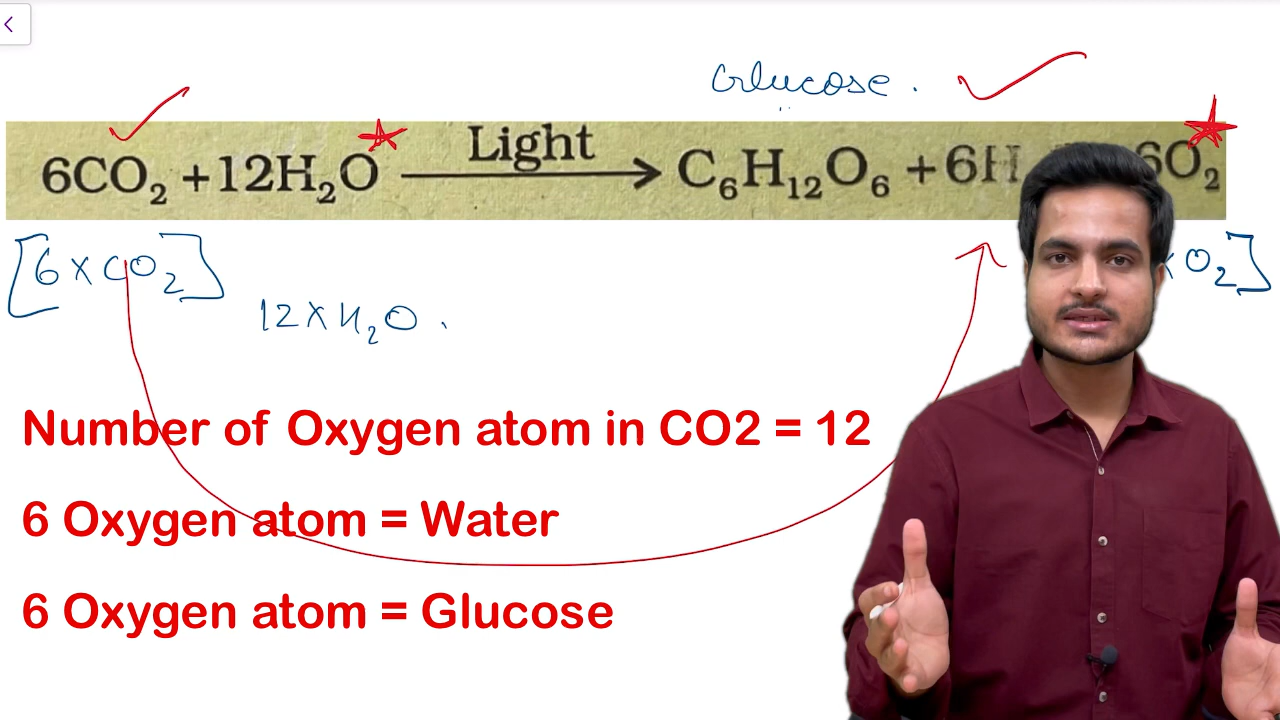 Glucose.
6CO₂ + 12H₂O Light → C₆H₁₂O₆ + 6H 6O₂
[6 × CO₂] × O₂]
12 × H₂O.
Number of Oxygen atom in CO2 = 12
6 Oxygen atom = Water
6 Oxygen atom = Glucose